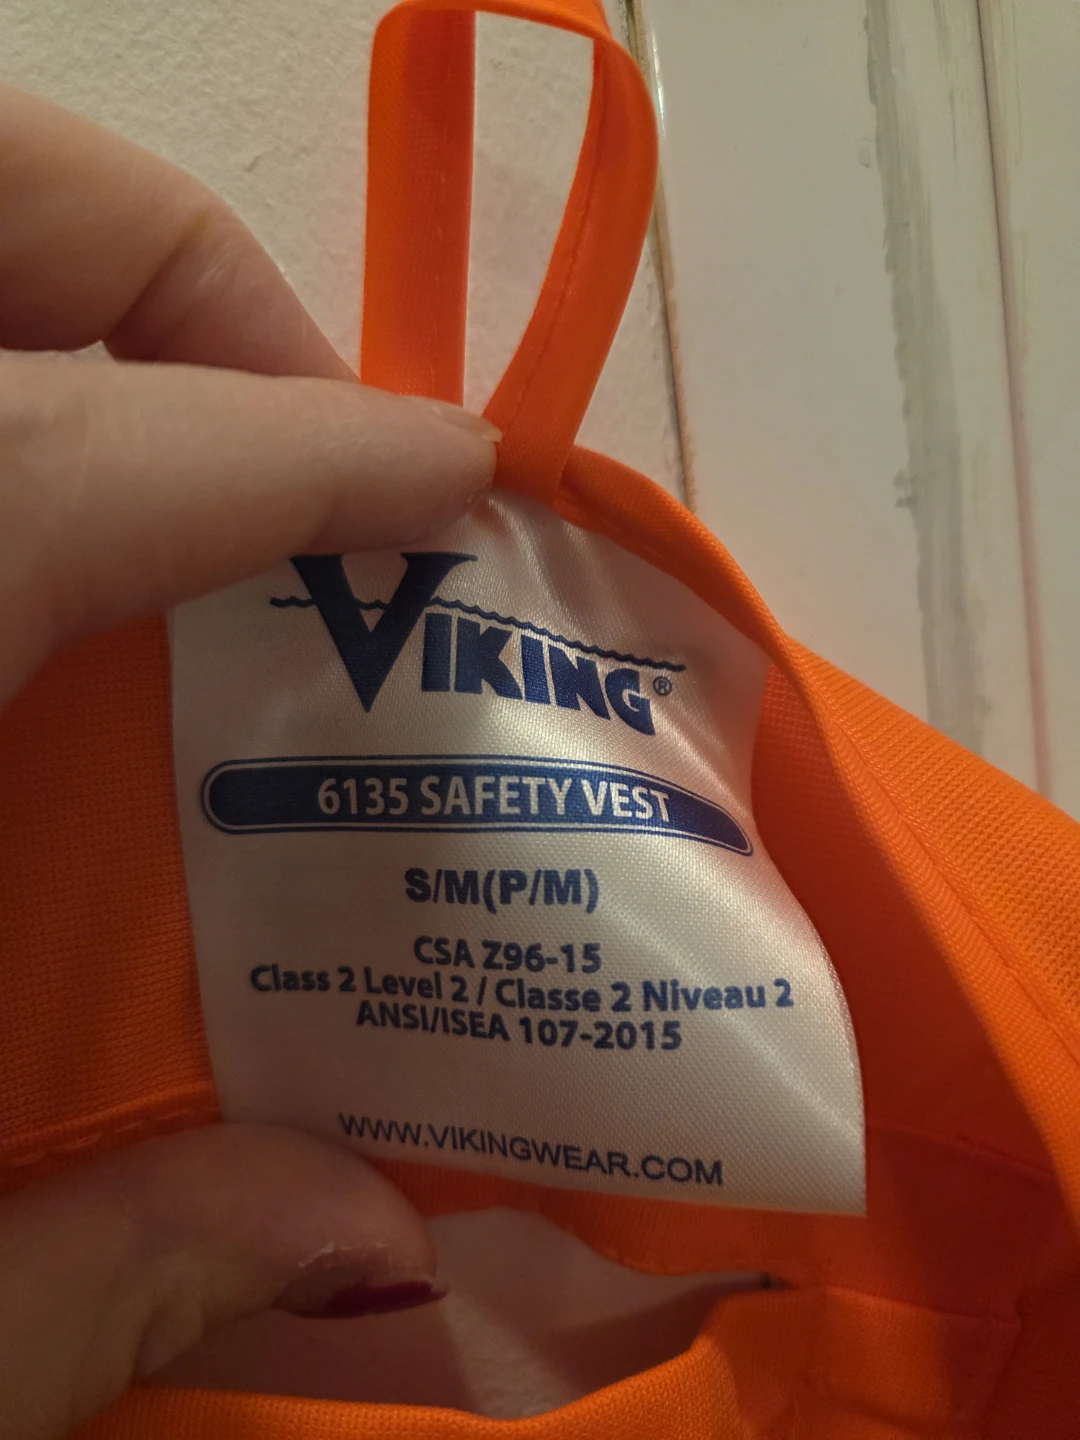 VIKING®
6135 SAFETY VEST
S/M(P/M)
CSA Z96-15
Class 2 Level 2 / Classe 2 Niveau 2
ANSI/ISEA 107-2015
WWW.VIKINGWEAR.COM